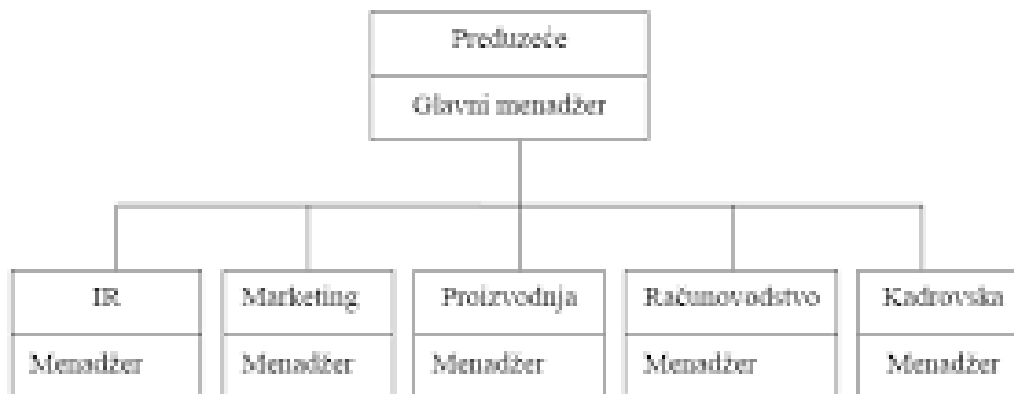 Preduzeće
Glavni menadžer
IR Marketing Proizvodnja Računovodstvo Kadrovska
Menadžer Menadžer Menadžer Menadžer Menadžer